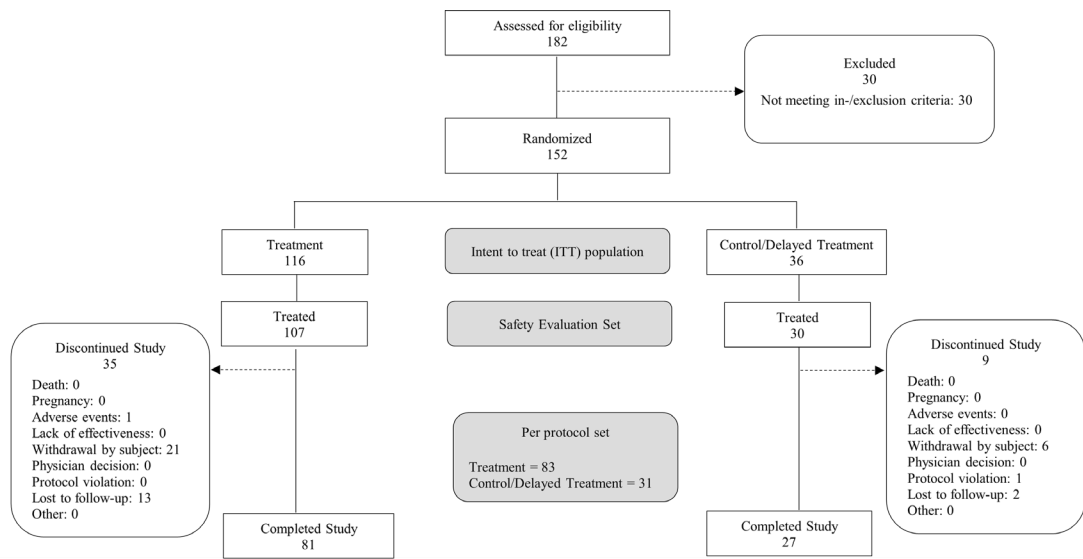 Assessed for eligibility
182
Excluded
30
Not meeting in-/exclusion criteria: 30
Randomized
152
Treatment
116
Intent to treat (ITT) population
Control/Delayed Treatment
36
Treated
107
Safety Evaluation Set
Treated
30
Discontinued Study
35
Death: 0
Pregnancy: 0
Adverse events: 1
Lack of effectiveness: 0
Withdrawal by subject: 21
Physician decision: 0
Protocol violation: 0
Lost to follow-up: 13
Other: 0
Discontinued Study
9
Death: 0
Pregnancy: 0
Adverse events: 0
Lack of effectiveness: 0
Withdrawal by subject: 6
Physician decision: 0
Protocol violation: 1
Lost to follow-up: 2
Other: 0
Per protocol set
Treatment = 83
Control/Delayed Treatment = 31
Completed Study
81
Completed Study
27